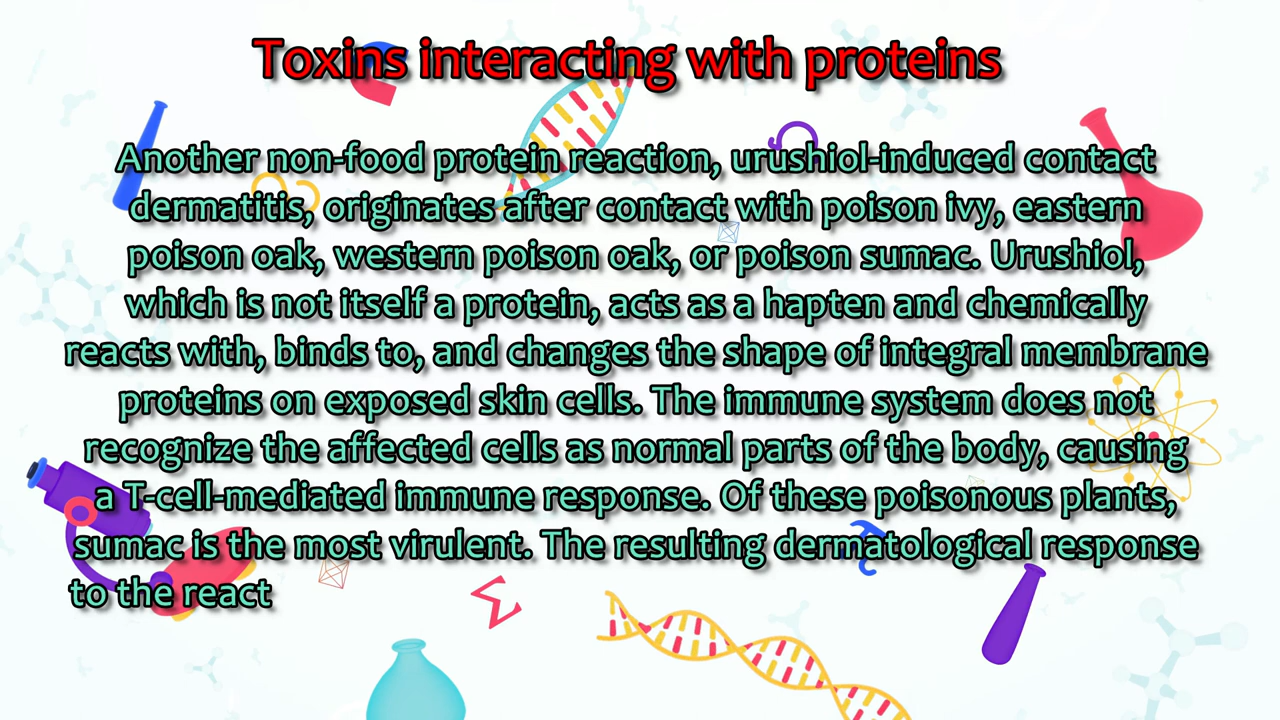 Toxins interacting with proteins
Another non-food protein reaction, urushiol-induced contact
dermatitis, originates after contact with poison ivy, eastern
poison oak, western poison oak, or poison sumac. Urushiol,
which is not itself a protein, acts as a hapten and chemically
reacts with, binds to, and changes the shape of integral membrane
proteins on exposed skin cells. The immune system does not
recognize the affected cells as normal parts of the body, causing
a T-cell-mediated immune response. Of these poisonous plants,
sumac is the most virulent. The resulting dermatological response
to the react